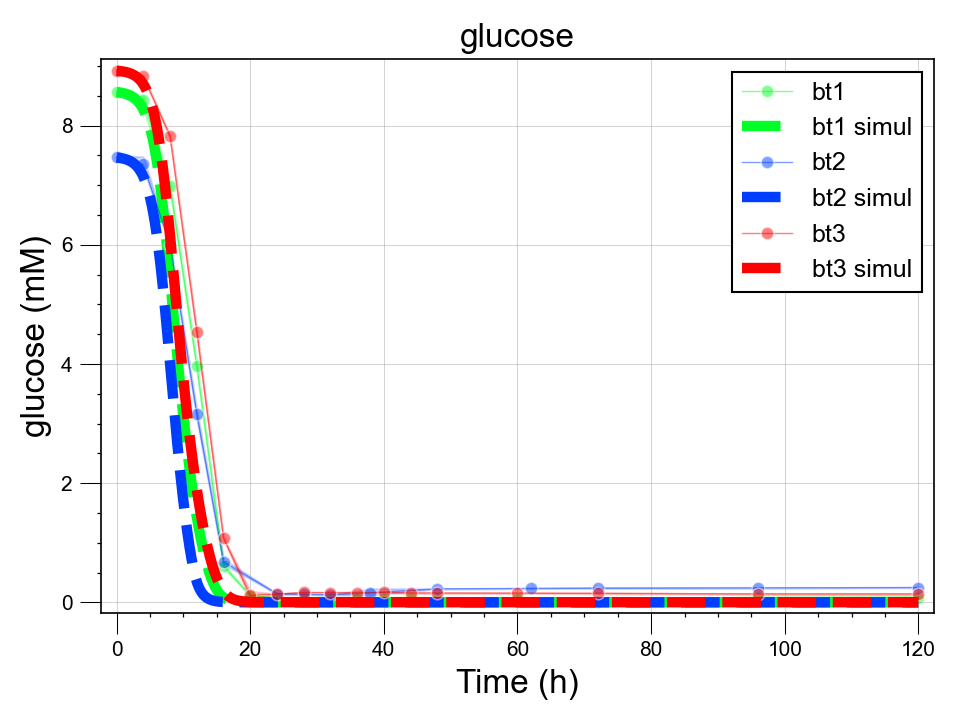 glucose
bt1
bt1 simul
bt2
bt2 simul
bt3
bt3 simul
glucose (mM)
8
6
4
2
0
0 20 40 60 80 100 120
Time (h)